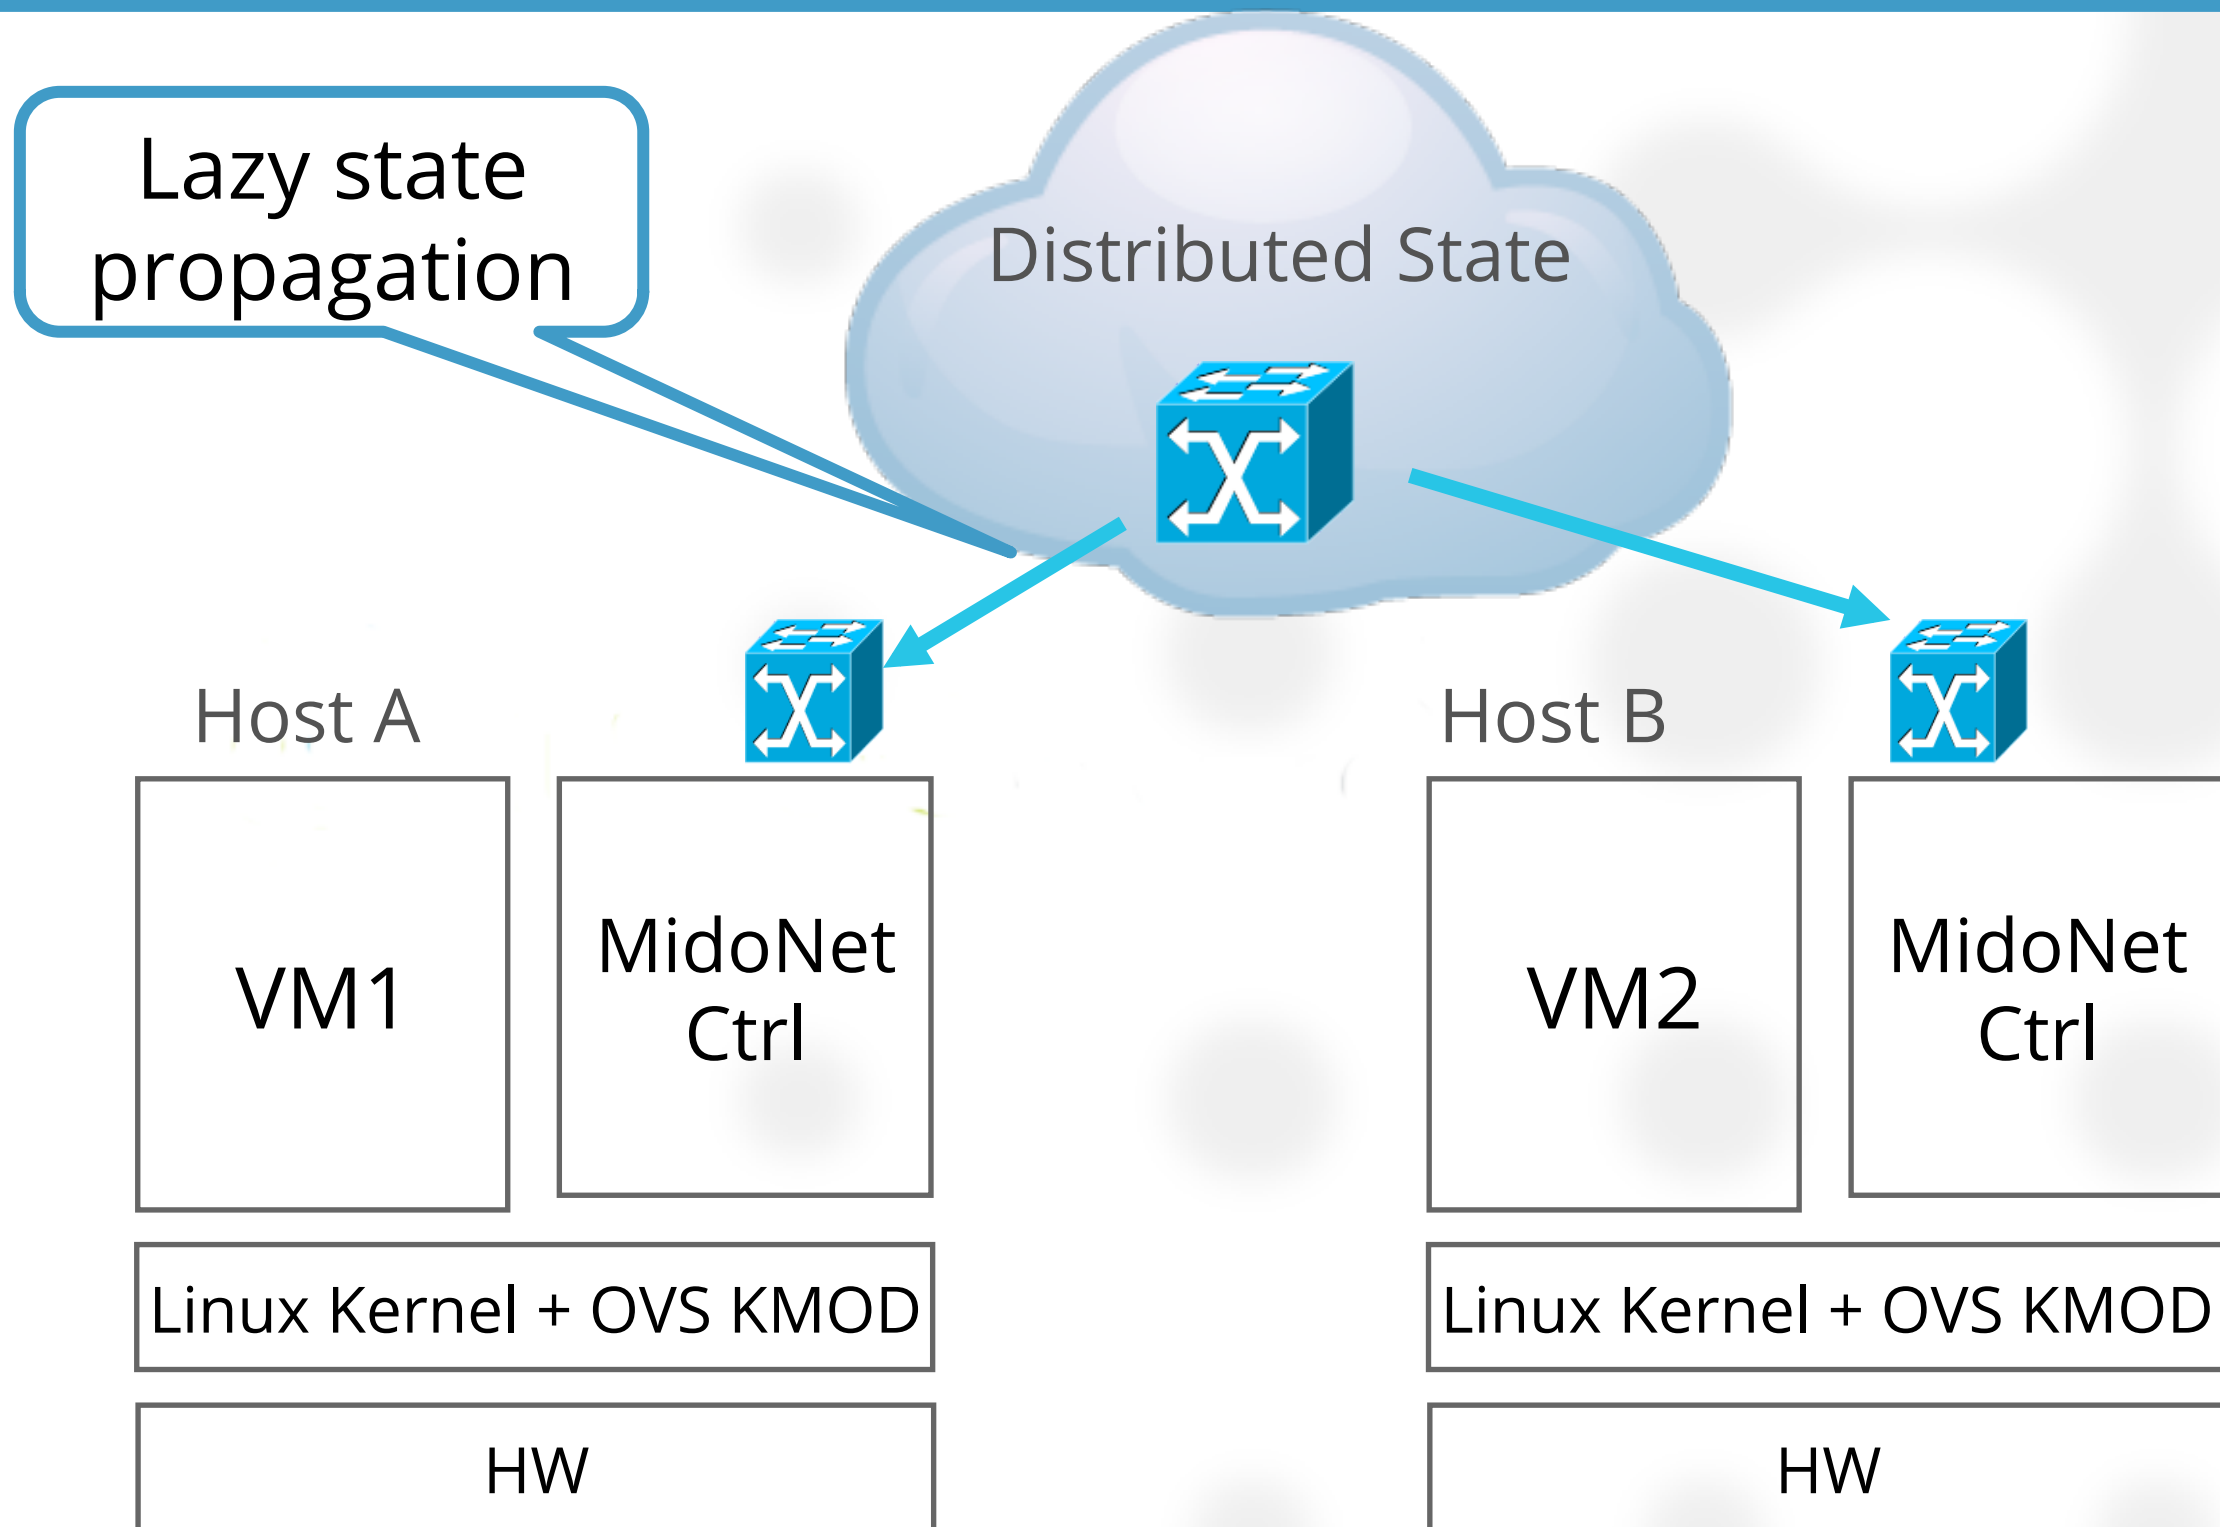 Lazy state
propagation
Distributed State
Host A
Host B
VM1
MidoNet
Ctrl
VM2
MidoNet
Ctrl
Linux Kernel + OVS KMOD
Linux Kernel + OVS KMOD
HW
HW